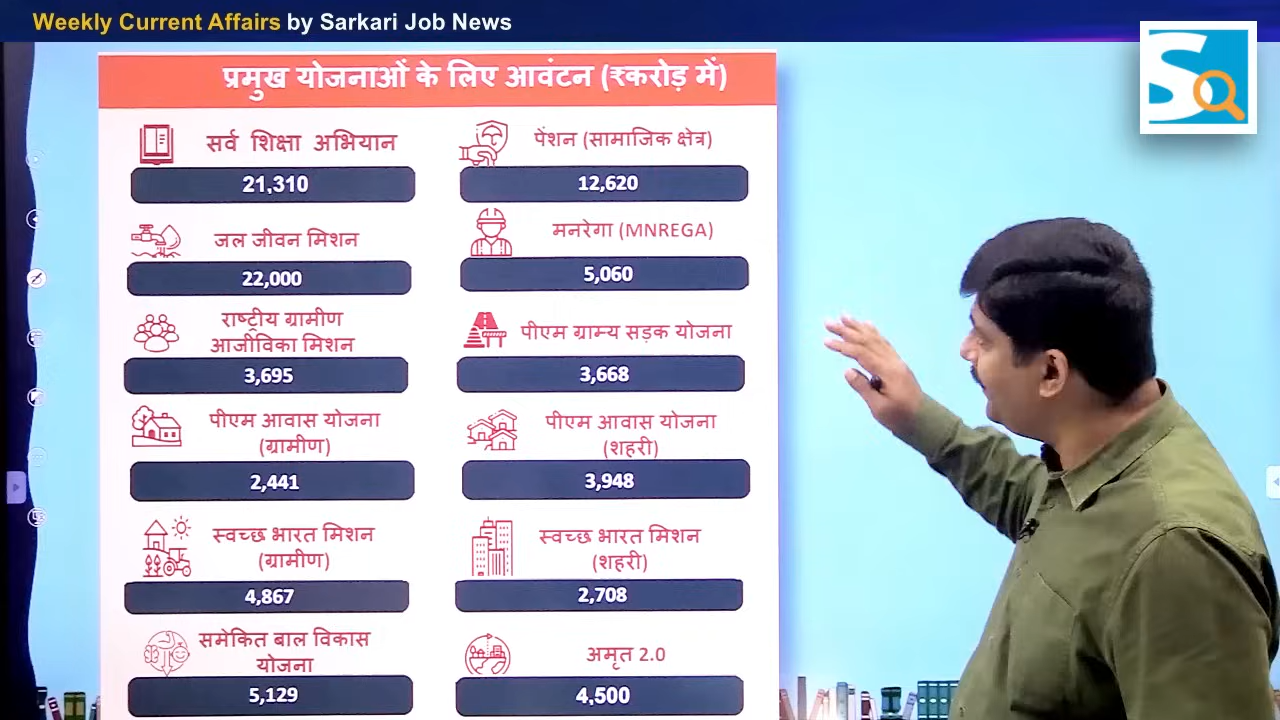 Weekly Current Affairs by Sarkari Job News
प्रमुख योजनाओं के लिए आवंटन (₹करोड़ में)
सर्व शिक्षा अभियान
21,310
पेंशन (सामाजिक क्षेत्र)
12,620
जल जीवन मिशन
22,000
मनरेगा (MNREGA)
5,060
राष्ट्रीय ग्रामीण
आजीविका मिशन
3,695
पीएम ग्राम्य सड़क योजना
3,668
पीएम आवास योजना
(ग्रामीण)
2,441
पीएम आवास योजना
(शहरी)
3,948
स्वच्छ भारत मिशन
(ग्रामीण)
4,867
स्वच्छ भारत मिशन
(शहरी)
2,708
समेकित बाल विकास
योजना
5,129
अमृत 2.0
4,500